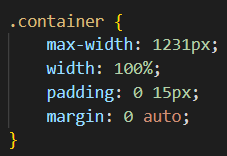 .container {
    max-width: 1231px;
    width: 100%;
    padding: 0 15px;
    margin: 0 auto;
}